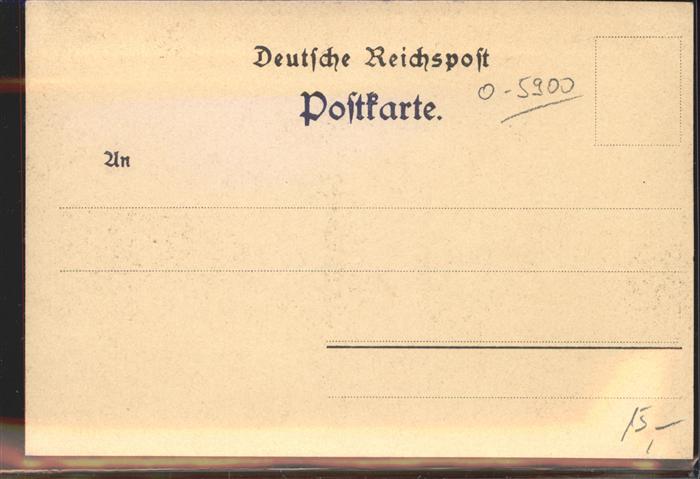 Deutsche Reichspost
Postkarte.
O-5900
An
15,-